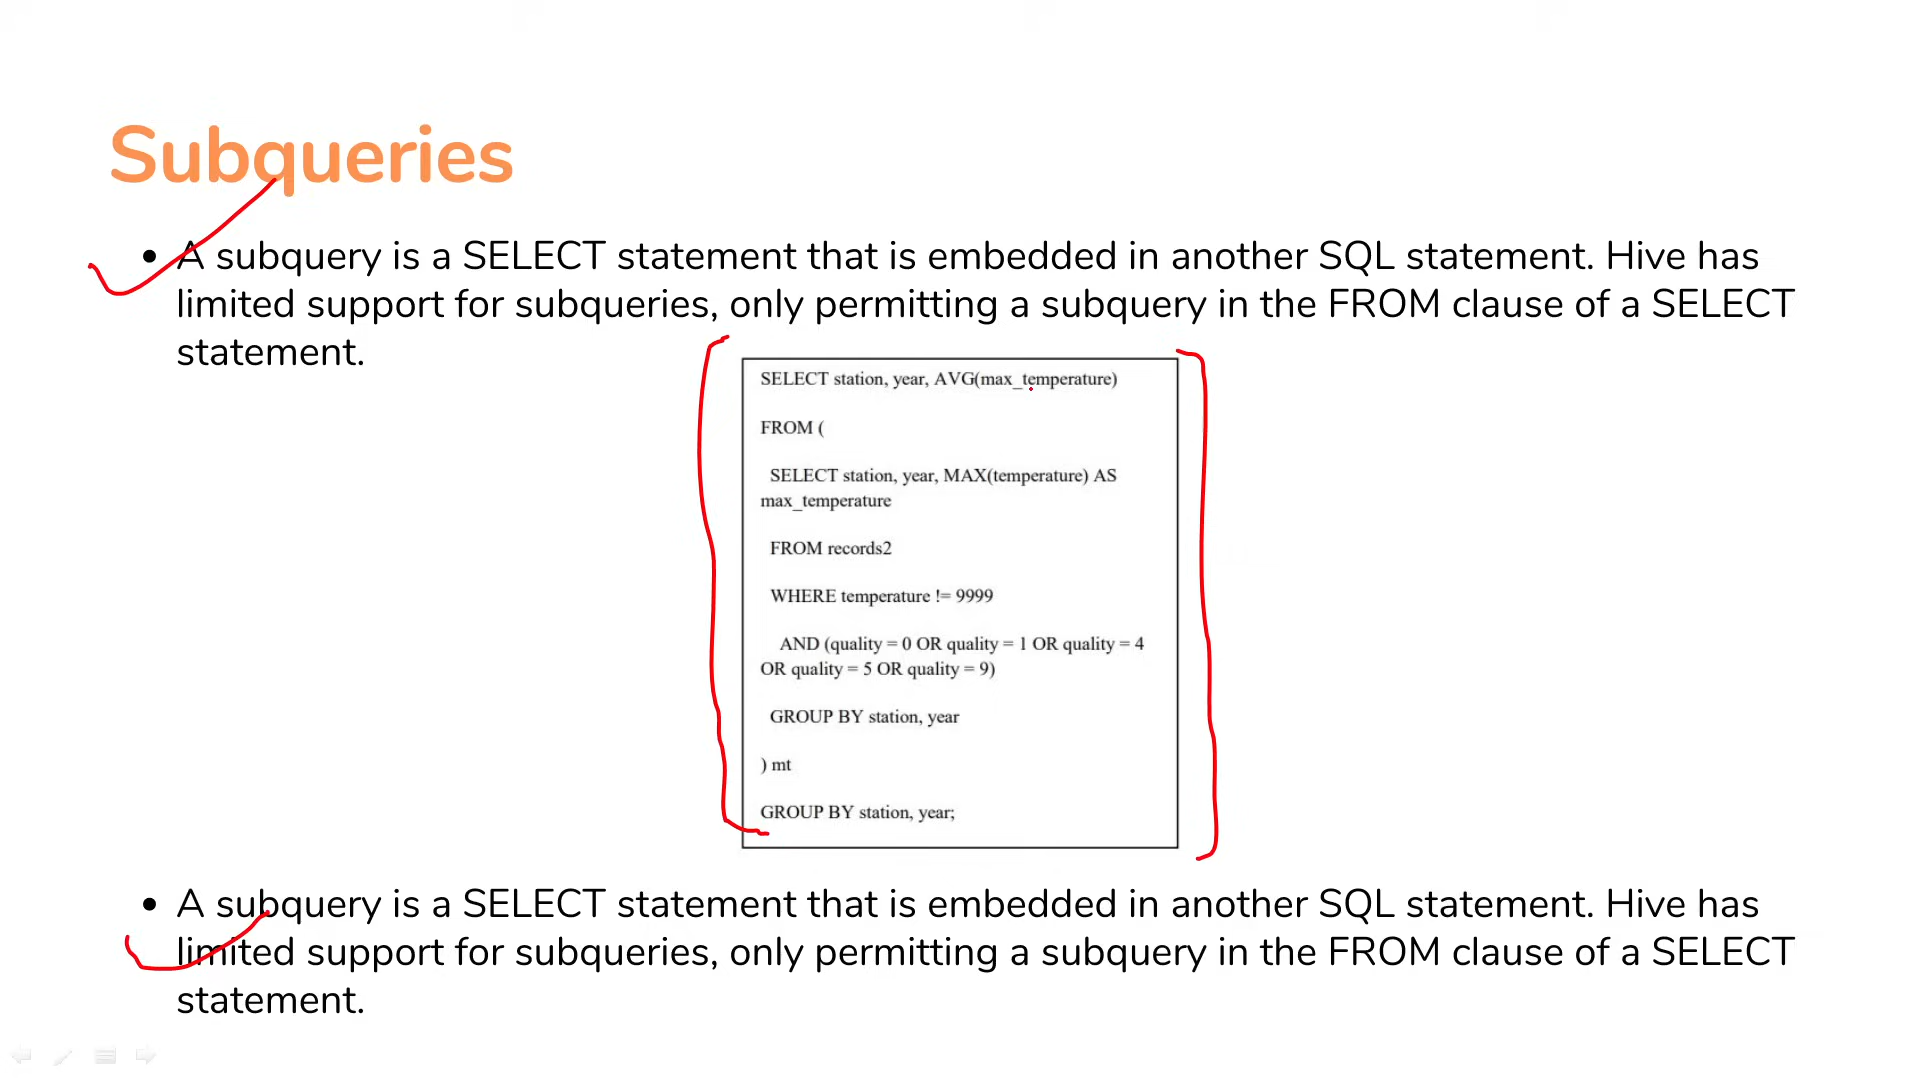 Subqueries
• A subquery is a SELECT statement that is embedded in another SQL statement. Hive has
limited support for subqueries, only permitting a subquery in the FROM clause of a SELECT
statement.
SELECT station, year, AVG(max_temperature)
FROM (
SELECT station, year, MAX(temperature) AS
max_temperature
FROM records2
WHERE temperature != 9999
AND (quality = 0 OR quality = 1 OR quality = 4
OR quality = 5 OR quality = 9)
GROUP BY station, year
) mt
GROUP BY station, year;
• A subquery is a SELECT statement that is embedded in another SQL statement. Hive has
limited support for subqueries, only permitting a subquery in the FROM clause of a SELECT
statement.